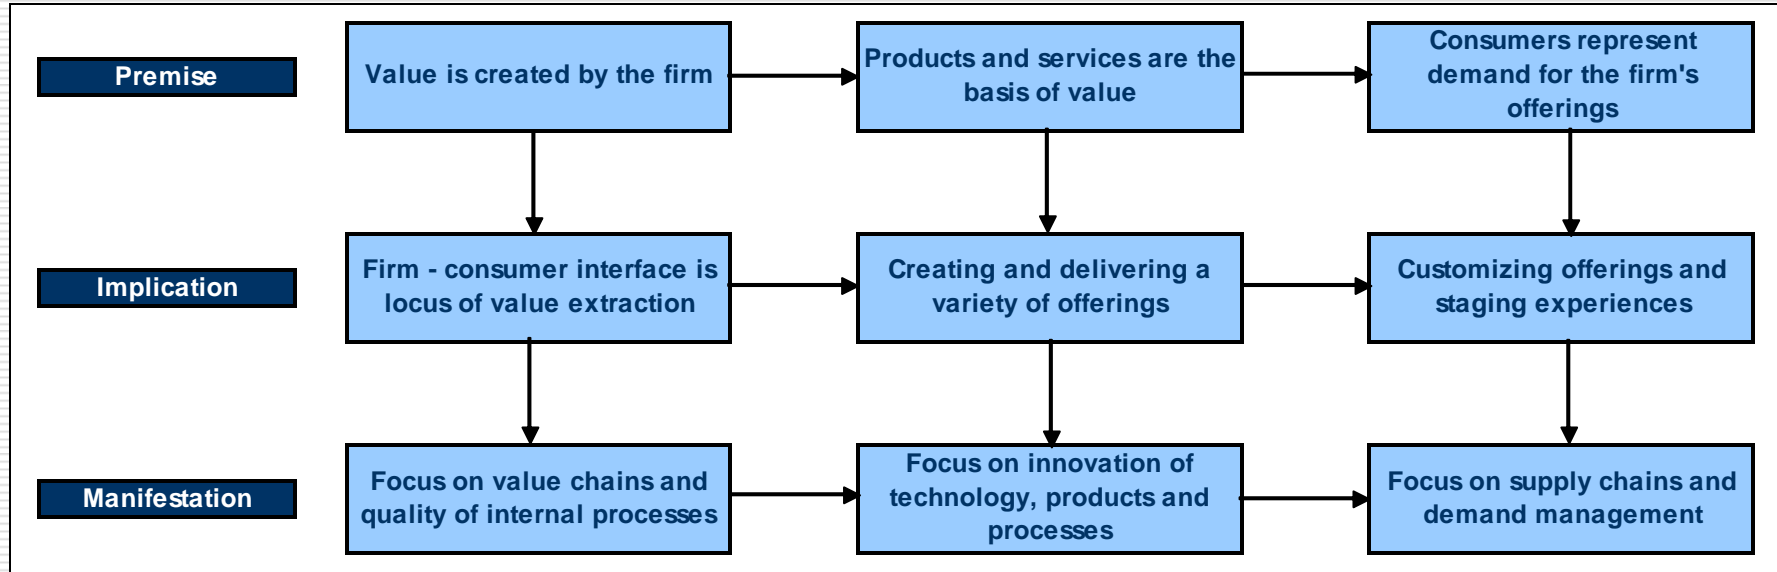 Premise
Value is created by the firm
Products and services are the
basis of value
Consumers represent
demand for the firm's
offerings
Implication
Firm - consumer interface is
locus of value extraction
Creating and delivering a
variety of offerings
Customizing offerings and
staging experiences
Manifestation
Focus on value chains and
quality of internal processes
Focus on innovation of
technology, products and
processes
Focus on supply chains and
demand management